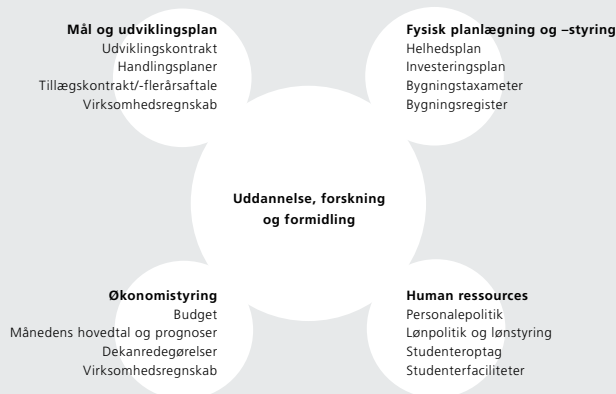 Mål og udviklingsplan
Udviklingskontrakt
Handlingsplaner
Tillægskontrakt/-flerårsaftale
Virksomhedsregnskab
Fysisk planlægning og –styring
Helhedsplan
Investeringsplan
Bygningstaxameter
Bygningsregister
Uddannelse, forskning
og formidling
Økonomistyring
Budget
Månedens hovedtal og prognoser
Dekanredegørelser
Virksomhedsregnskab
Human ressources
Personalepolitik
Lønpolitik og lønstyring
Studenteroptag
Studenterfaciliteter